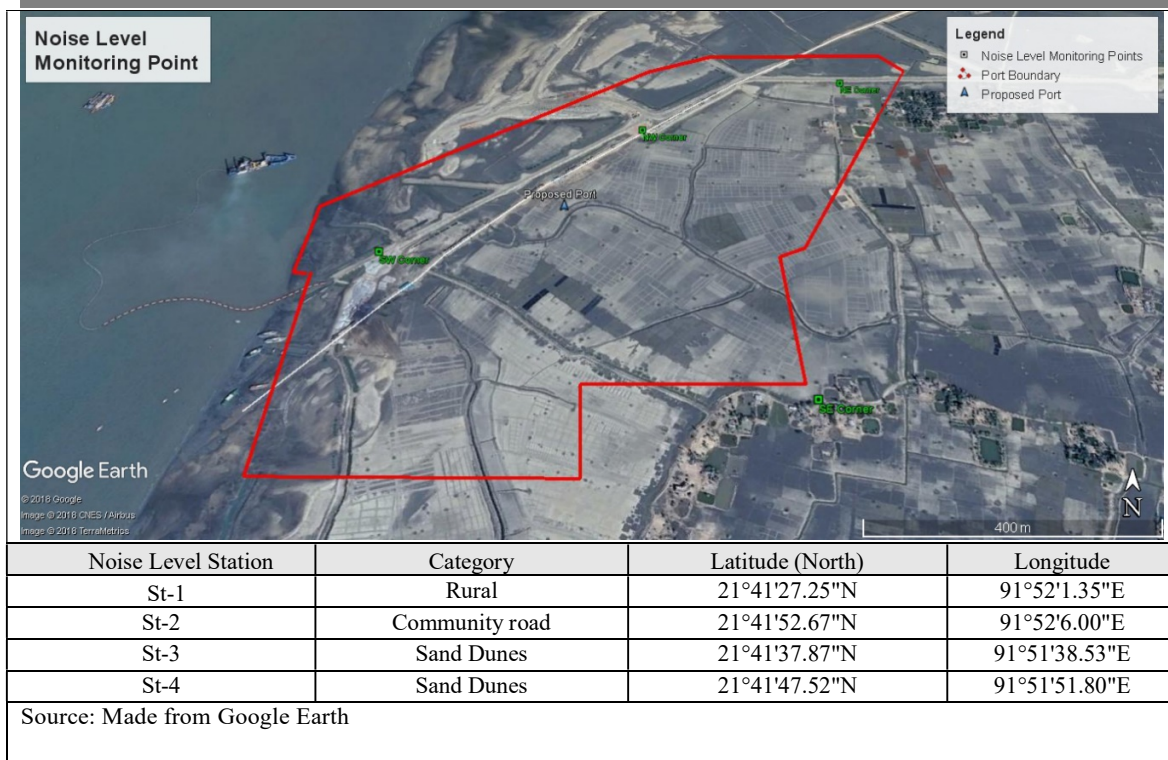 Noise Level
Monitoring Point
Legend
Noise Level Monitoring Points
Port Boundary
Proposed Port
NE Corner
NW Corner
Proposed Port
SW Corner
SE Corner
Google Earth
© 2018 Google
Image © 2018 CNES / Airbus
Image © 2018 TerraMetrics
N
400 m
Noise Level Station Category Latitude (North) Longitude
St-1 Rural 21°41'27.25"N 91°52'1.35"E
St-2 Community road 21°41'52.67"N 91°52'6.00"E
St-3 Sand Dunes 21°41'37.87"N 91°51'38.53"E
St-4 Sand Dunes 21°41'47.52"N 91°51'51.80"E
Source: Made from Google Earth